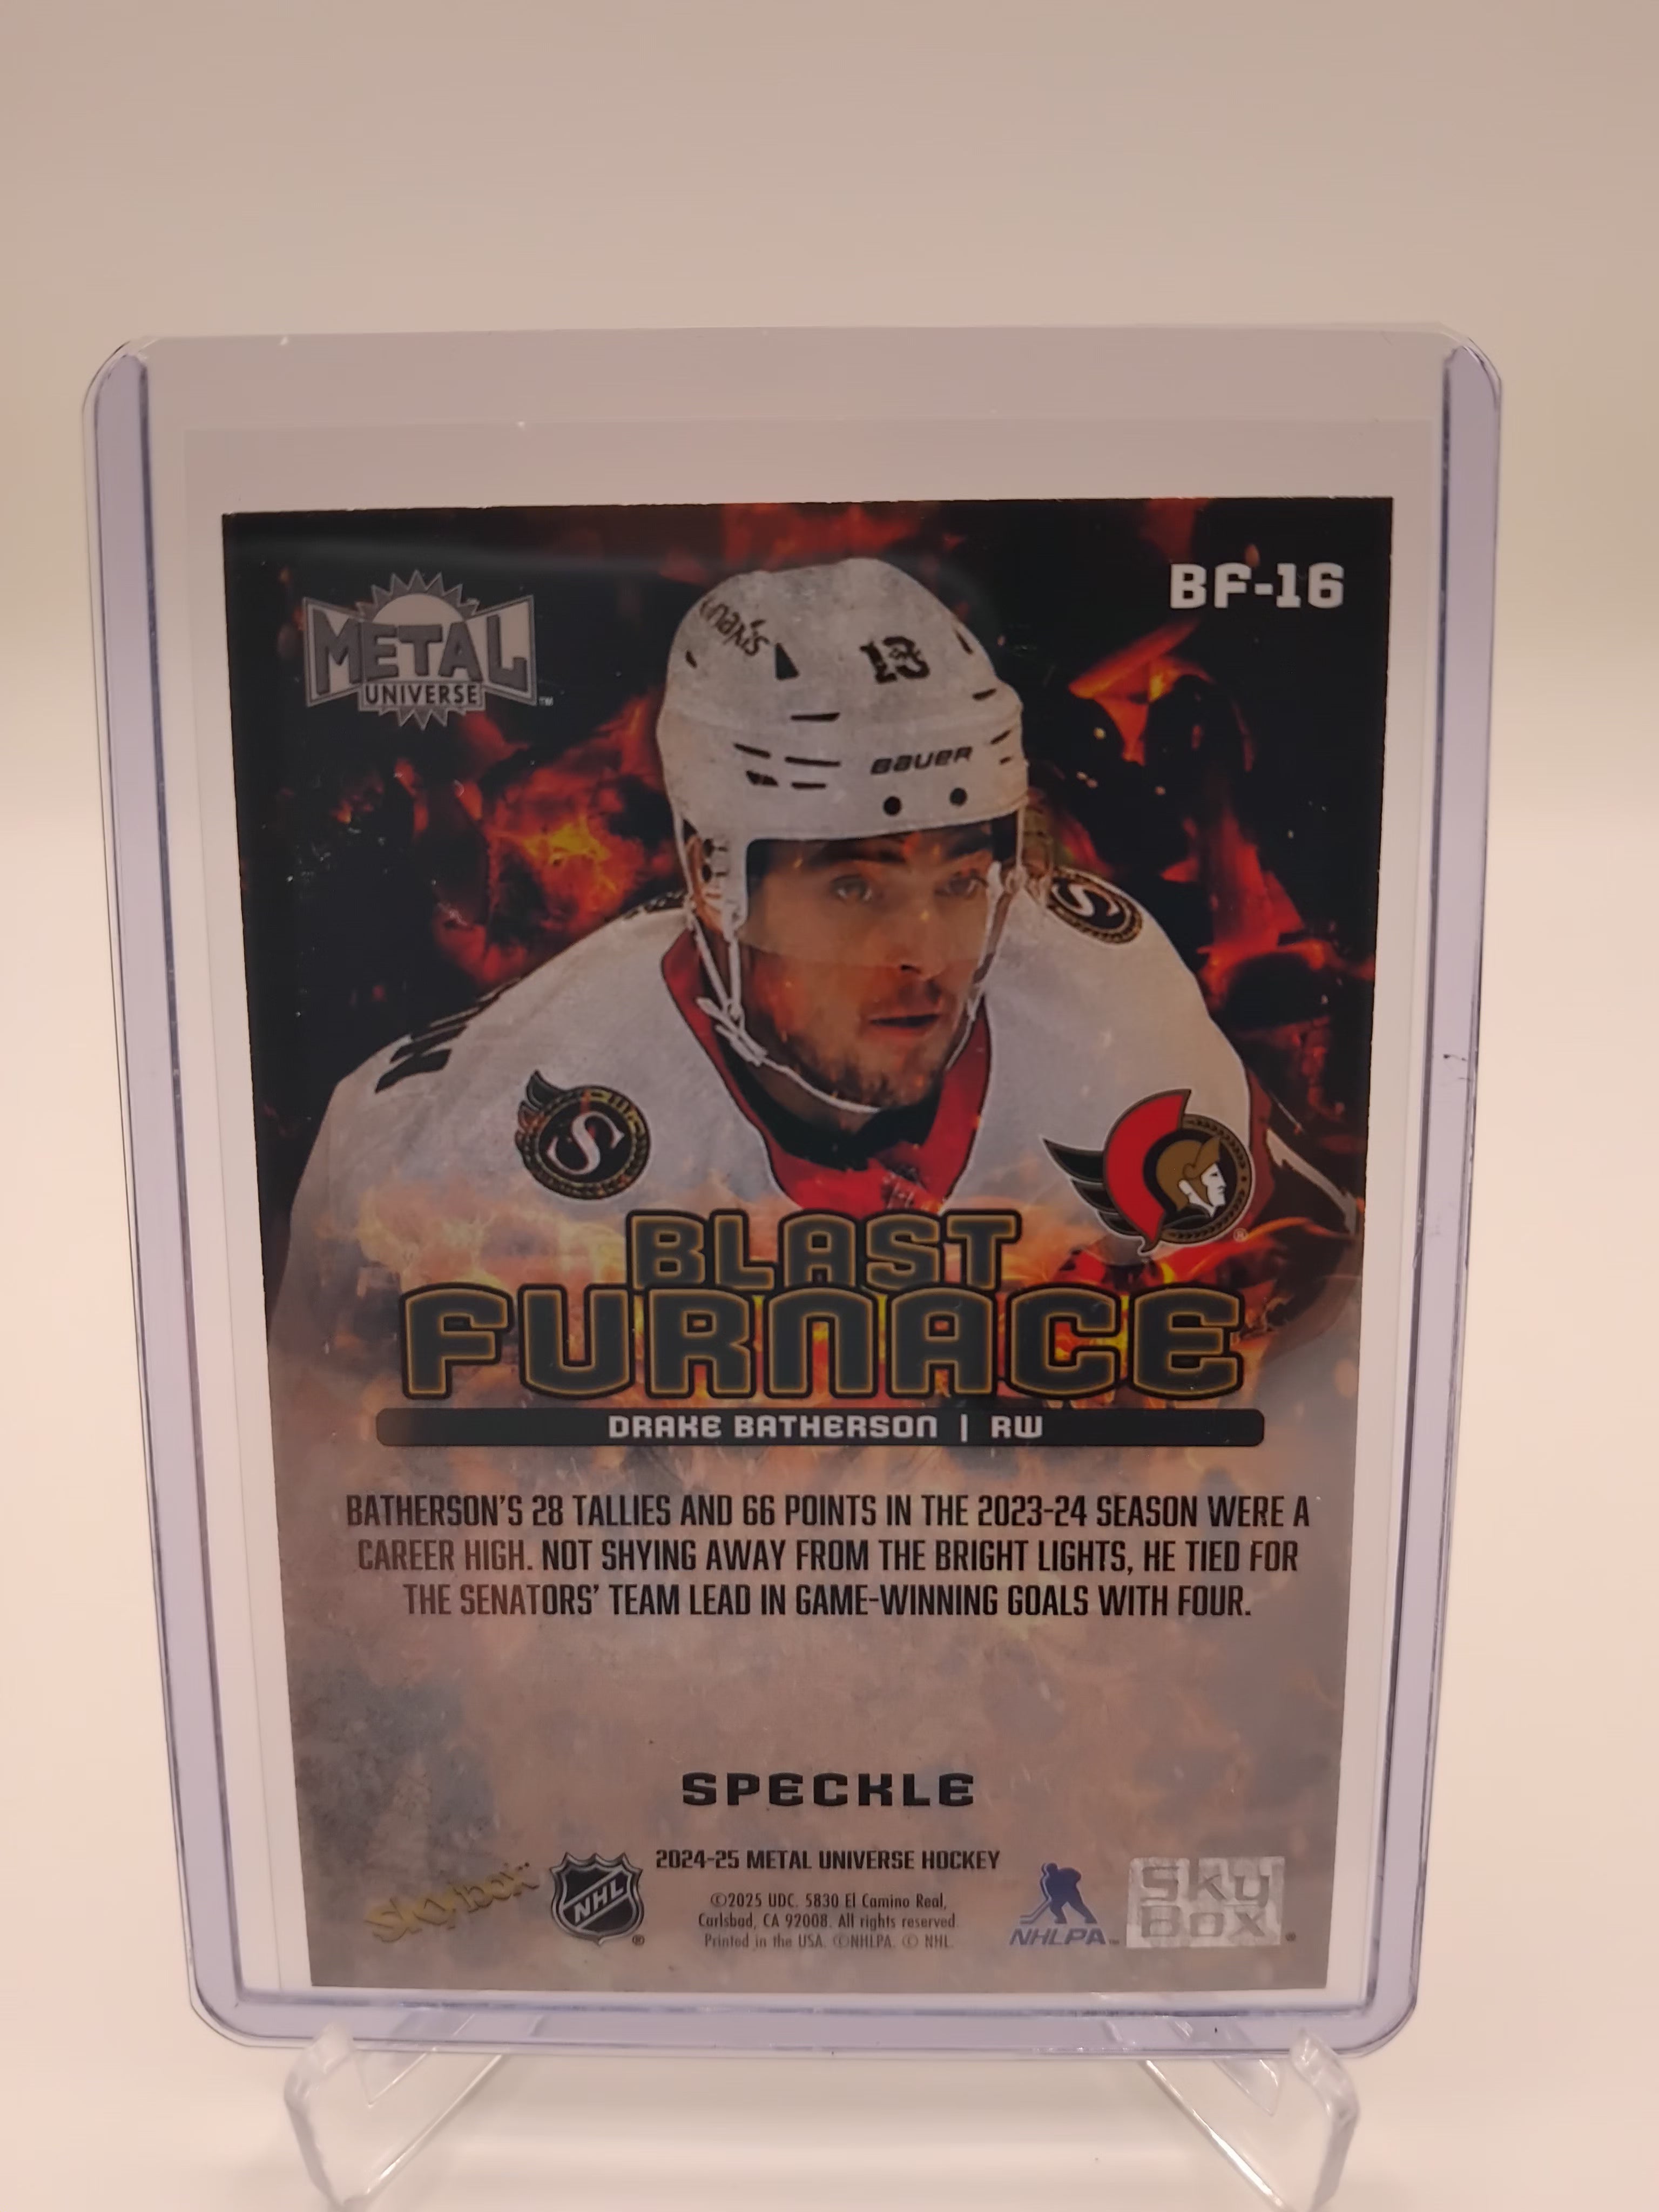 BF-16
METAL
UNIVERSE
TM
13
BAUER
S
S
BLAST
FURNACE
DRAKE BATHERSON | RW
BATHERSON'S 28 TALLIES AND 66 POINTS IN THE 2023-24 SEASON WERE A
CAREER HIGH. NOT SHYING AWAY FROM THE BRIGHT LIGHTS, HE TIED FOR
THE SENATORS' TEAM LEAD IN GAME-WINNING GOALS WITH FOUR.
SPECKLE
2024-25 METAL UNIVERSE HOCKEY
©2025 UDC. 5830 El Camino Real,
Carlsbad, CA 92008. All rights reserved
Printed in the USA. ©NHLPA. © NHL.
Skybox
NHL
NHLPA
SKY
BOX